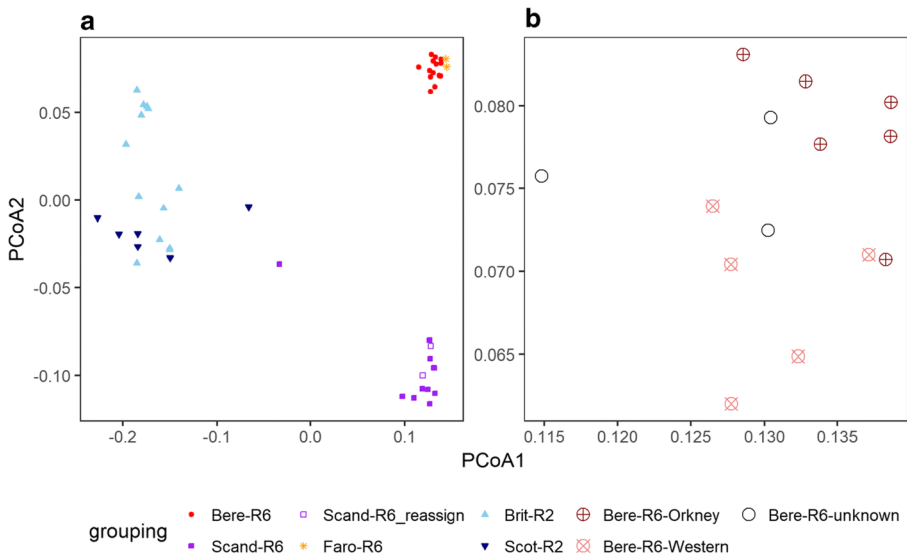 a
b
PCoA2
0.05
0.00
-0.05
-0.10
-0.2
-0.1
0.0
0.1
0.080
0.075
0.070
0.065
0.115
0.120
0.125
0.130
0.135
PCoA1
grouping
Bere-R6
Scand-R6_reassign
Brit-R2
Bere-R6-Orkney
Bere-R6-unknown
Scand-R6
Faro-R6
Scot-R2
Bere-R6-Western